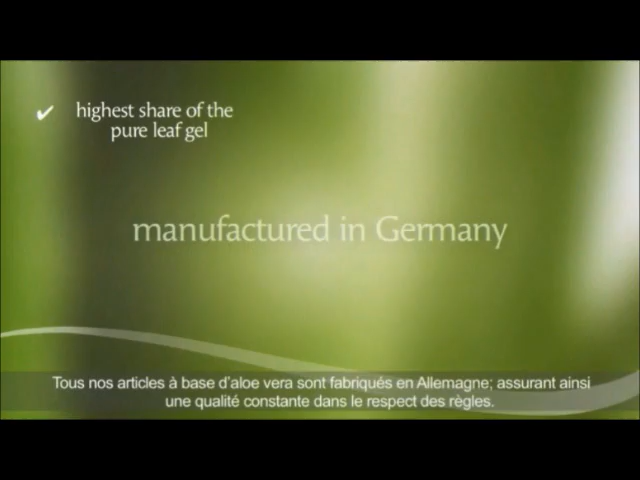 ✔ highest share of the
pure leaf gel
manufactured in Germany
Tous nos articles à base d'aloe vera sont fabriqués en Allemagne; assurant ainsi
une qualité constante dans le respect des règles.